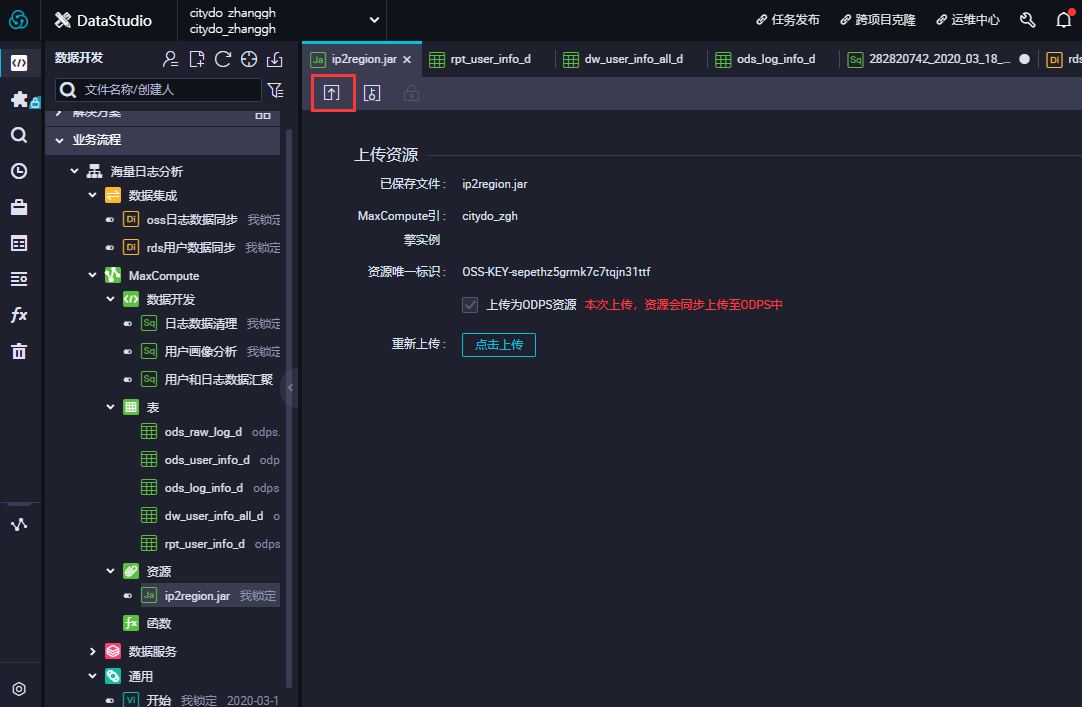 DataStudio
citydo zhanggh
citydo_zhanggh
任务发布
跨项目克隆
运维中心
数据开发
文件名称/创建人
解决方案
业务流程
海量日志分析
数据集成
Di oss日志数据同步 我锁定
Di rds用户数据同步 我锁定
MaxCompute
数据开发
Sq 日志数据清理 我锁定
Sq 用户画像分析 我锁定
Sq 用户和日志数据汇聚
表
ods_raw_log_d odps.
ods_user_info_d odp
ods_log_info_d odps
dw_user_info_all_d o
rpt_user_info_d odps
资源
Ja ip2region.jar 我锁定
fx 函数
数据服务
通用
Vi 开始 我锁定 2020-03-1
fx
Ja ip2region.jar ×
rpt_user_info_d
dw_user_info_all_d
ods_log_info_d
Sq 282820742_2020_03_18_...
Di rds
上传资源
已保存文件： ip2region.jar
MaxCompute引： citydo_zgh
擎实例
资源唯一标识： OSS-KEY-sepethz5grmk7c7tqjn31ttf
上传为ODPS资源 本次上传，资源会同步上传至ODPS中
重新上传： 点击上传